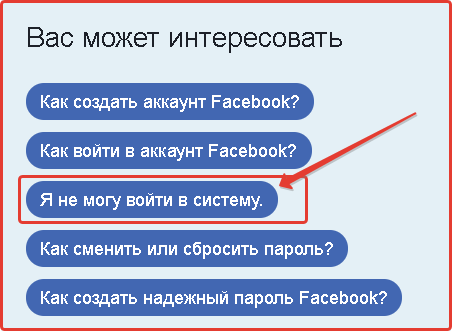 Вас может интересовать
Как создать аккаунт Facebook?
Как войти в аккаунт Facebook?
Я не могу войти в систему.
Как сменить или сбросить пароль?
Как создать надежный пароль Facebook?